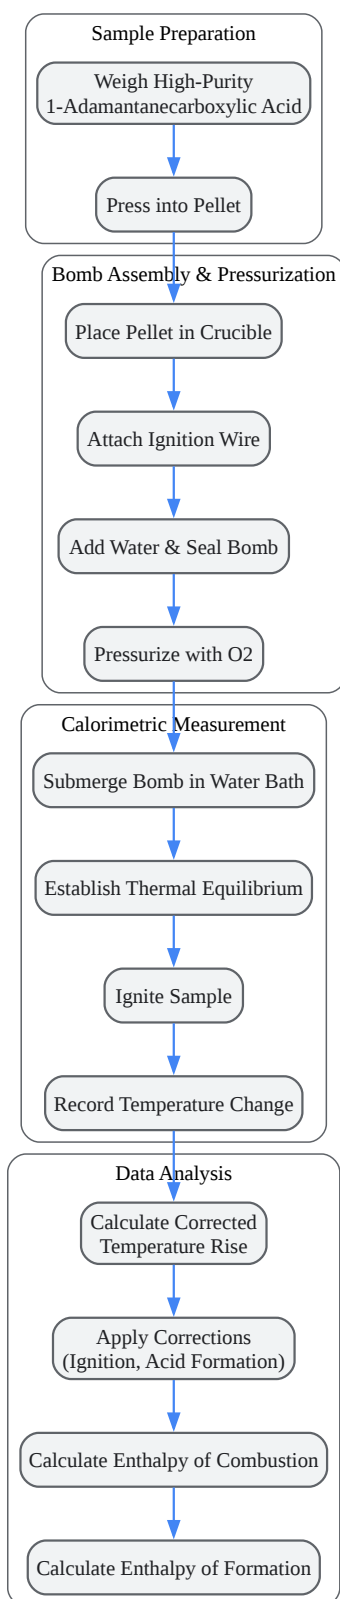 Sample Preparation
Weigh High-Purity
1-Adamantanecarboxylic Acid
Press into Pellet
Bomb Assembly & Pressurization
Place Pellet in Crucible
Attach Ignition Wire
Add Water & Seal Bomb
Pressurize with O2
Calorimetric Measurement
Submerge Bomb in Water Bath
Establish Thermal Equilibrium
Ignite Sample
Record Temperature Change
Data Analysis
Calculate Corrected
Temperature Rise
Apply Corrections
(Ignition, Acid Formation)
Calculate Enthalpy of Combustion
Calculate Enthalpy of Formation